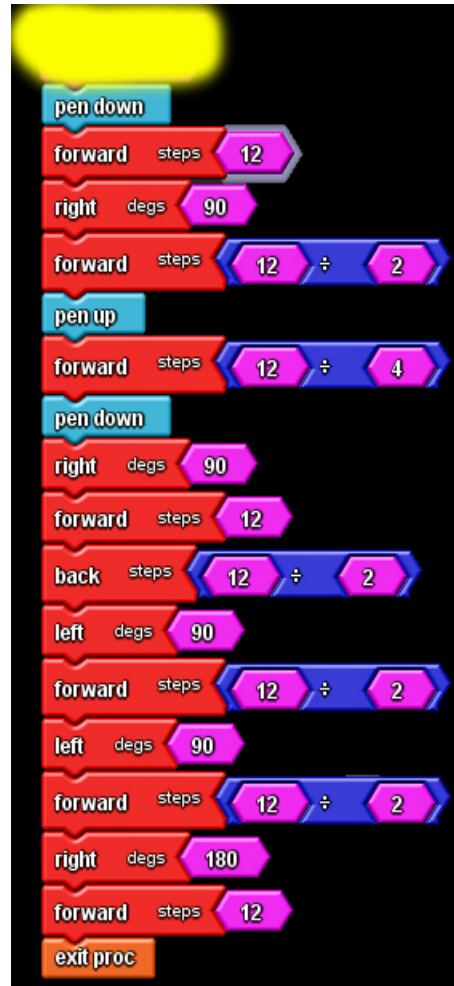 pen down
forward steps 12
right degs 90
forward steps 12 ÷ 2
pen up
forward steps 12 ÷ 4
pen down
right degs 90
forward steps 12
back steps 12 ÷ 2
left degs 90
forward steps 12 ÷ 2
left degs 90
forward steps 12 ÷ 2
right degs 180
forward steps 12
exit proc